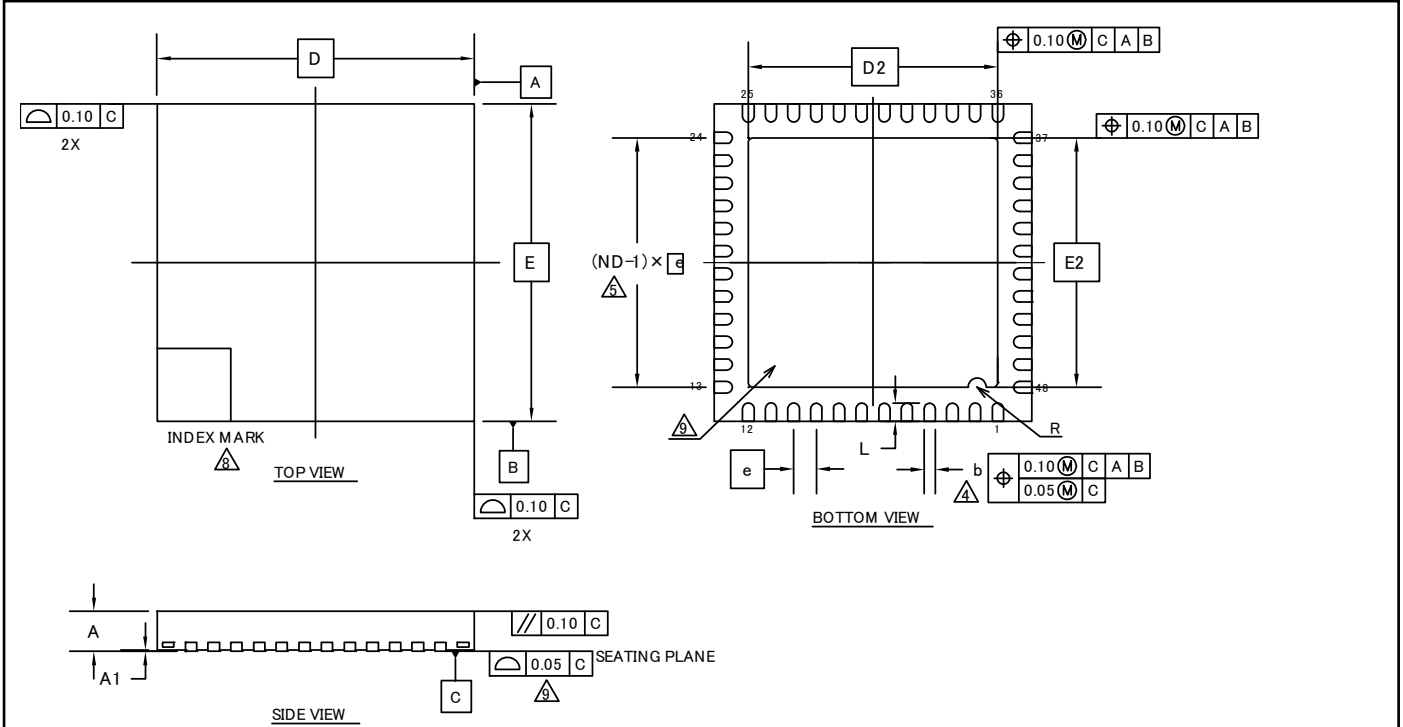 D
A
⌓ 0.10 C
2X
E
INDEX MARK
8
TOP VIEW
B
⌓ 0.10 C
2X
⌖ 0.10 Ⓜ C A B
D2
25
36
⌖ 0.10 Ⓜ C A B
24
37
(ND-1)× e
5
E2
13
48
9
12
1
L
R
e
b
4
⌖ 0.10 Ⓜ C A B
0.05 Ⓜ C
BOTTOM VIEW
A
// 0.10 C
A1
⌓ 0.05 C SEATING PLANE
9
C
SIDE VIEW